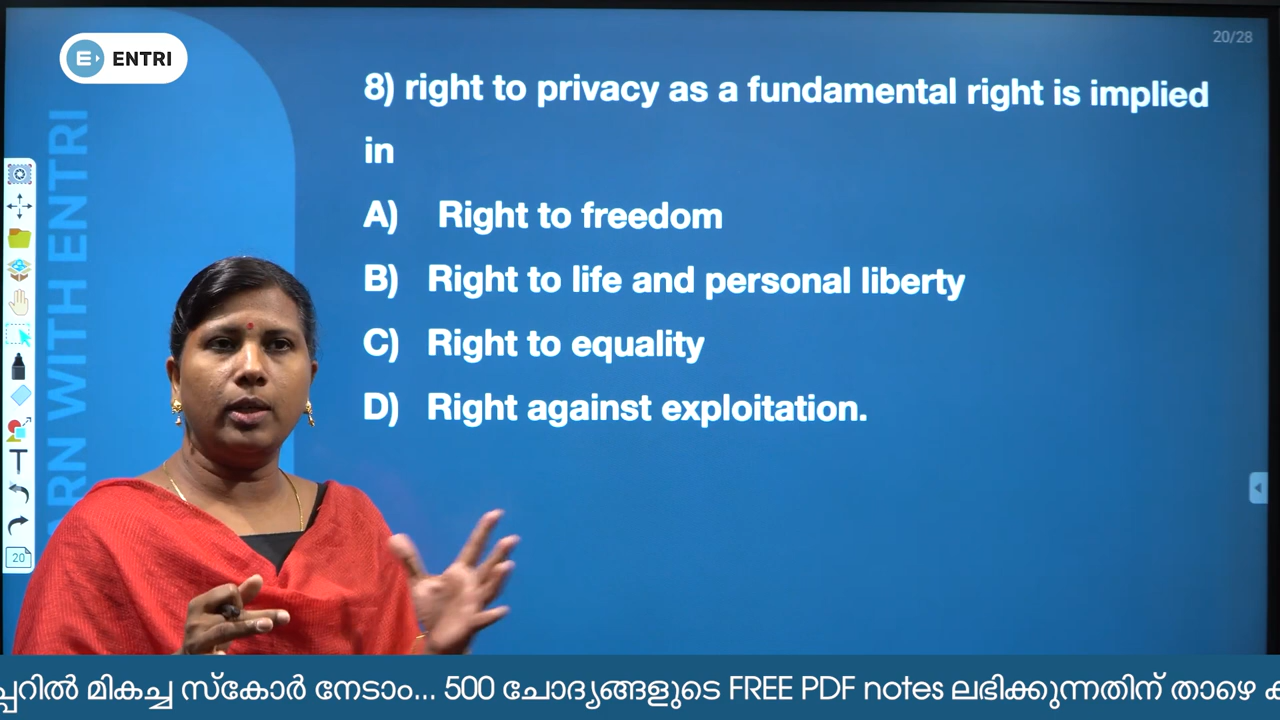 20/28
ENTRI
8) right to privacy as a fundamental right is implied
in
A) Right to freedom
B) Right to life and personal liberty
C) Right to equality
D) Right against exploitation.
WITH ENTRI
T
20
മികച്ച സ്കോർ നേടാം... 500 ചോദ്യങ്ങളുടെ FREE PDF notes ലഭിക്കുന്നതിന് താഴെ